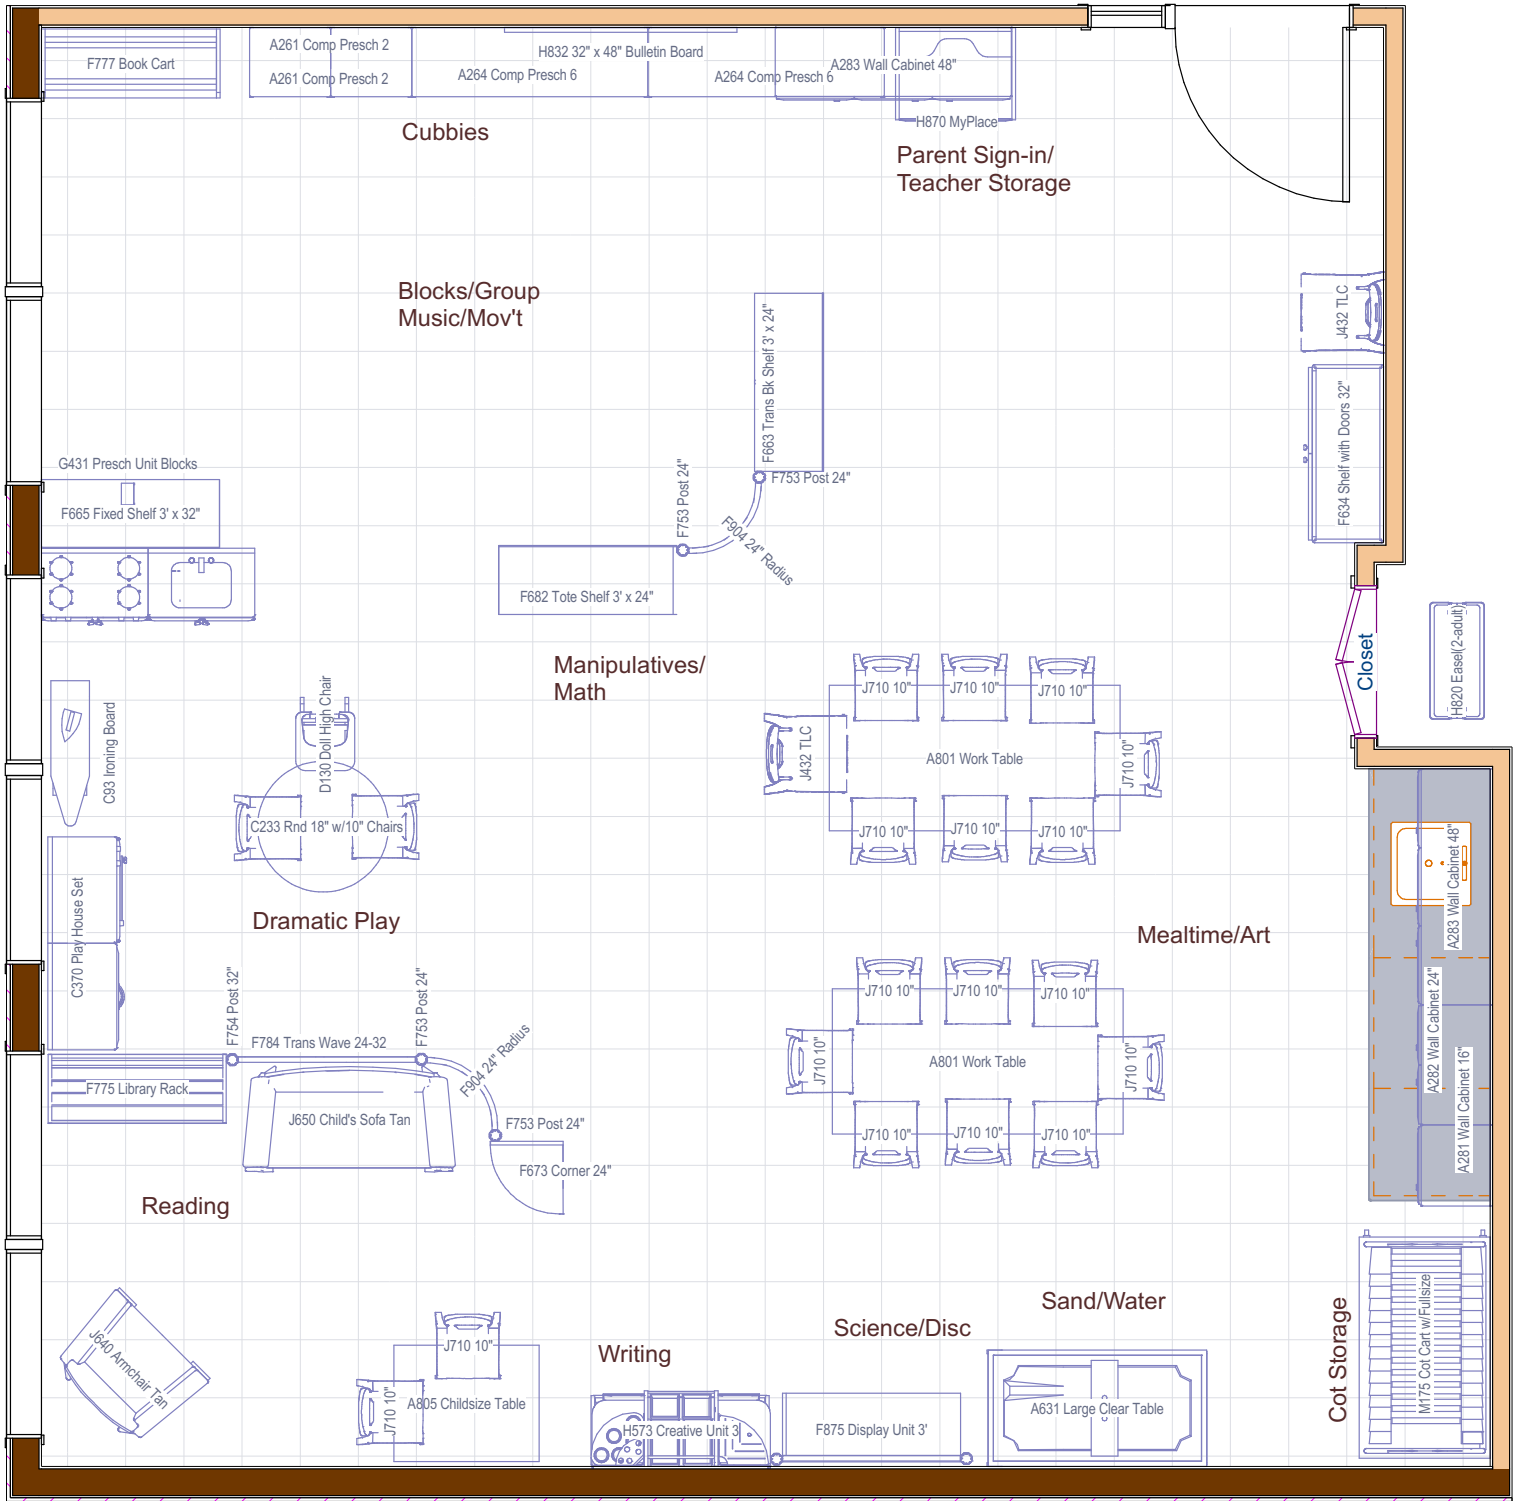 F777 Book Cart
A261 Comp Presch 2
A261 Comp Presch 2
H832 32" x 48" Bulletin Board
A264 Comp Presch 6
A264 Comp Presch 6
A283 Wall Cabinet 48"
H870 MyPlace
Cubbies
Parent Sign-in/
Teacher Storage
Blocks/Group
Music/Mov't
J432 TLC
F663 Trans Bk Shelf 3' x 24"
F634 Shelf with Doors 32"
G431 Presch Unit Blocks
F665 Fixed Shelf 3' x 32"
F753 Post 24"
F753 Post 24"
F904 24" Radius
F682 Tote Shelf 3' x 24"
Closet
H820 Easel(2-adult)
Manipulatives/
Math
J710 10"
J710 10"
J710 10"
C93 Ironing Board
D130 Doll High Chair
J432 TLC
A801 Work Table
J710 10"
C233 Rnd 18" w/10" Chairs
J710 10"
J710 10"
J710 10"
A283 Wall Cabinet 48"
C370 Play House Set
Dramatic Play
Mealtime/Art
F754 Post 32"
F753 Post 24"
J710 10"
J710 10"
J710 10"
A282 Wall Cabinet 24"
F784 Trans Wave 24-32
F904 24" Radius
J710 10"
A801 Work Table
J710 10"
A281 Wall Cabinet 16"
F775 Library Rack
J650 Child's Sofa Tan
F753 Post 24"
J710 10"
J710 10"
J710 10"
F673 Corner 24"
Reading
Sand/Water
Science/Disc
Writing
Cot Storage
M175 Cot Cart w/Fullsize
J640 Armchair Tan
J710 10"
J710 10"
A805 Childsize Table
H573 Creative Unit 3
F875 Display Unit 3'
A631 Large Clear Table